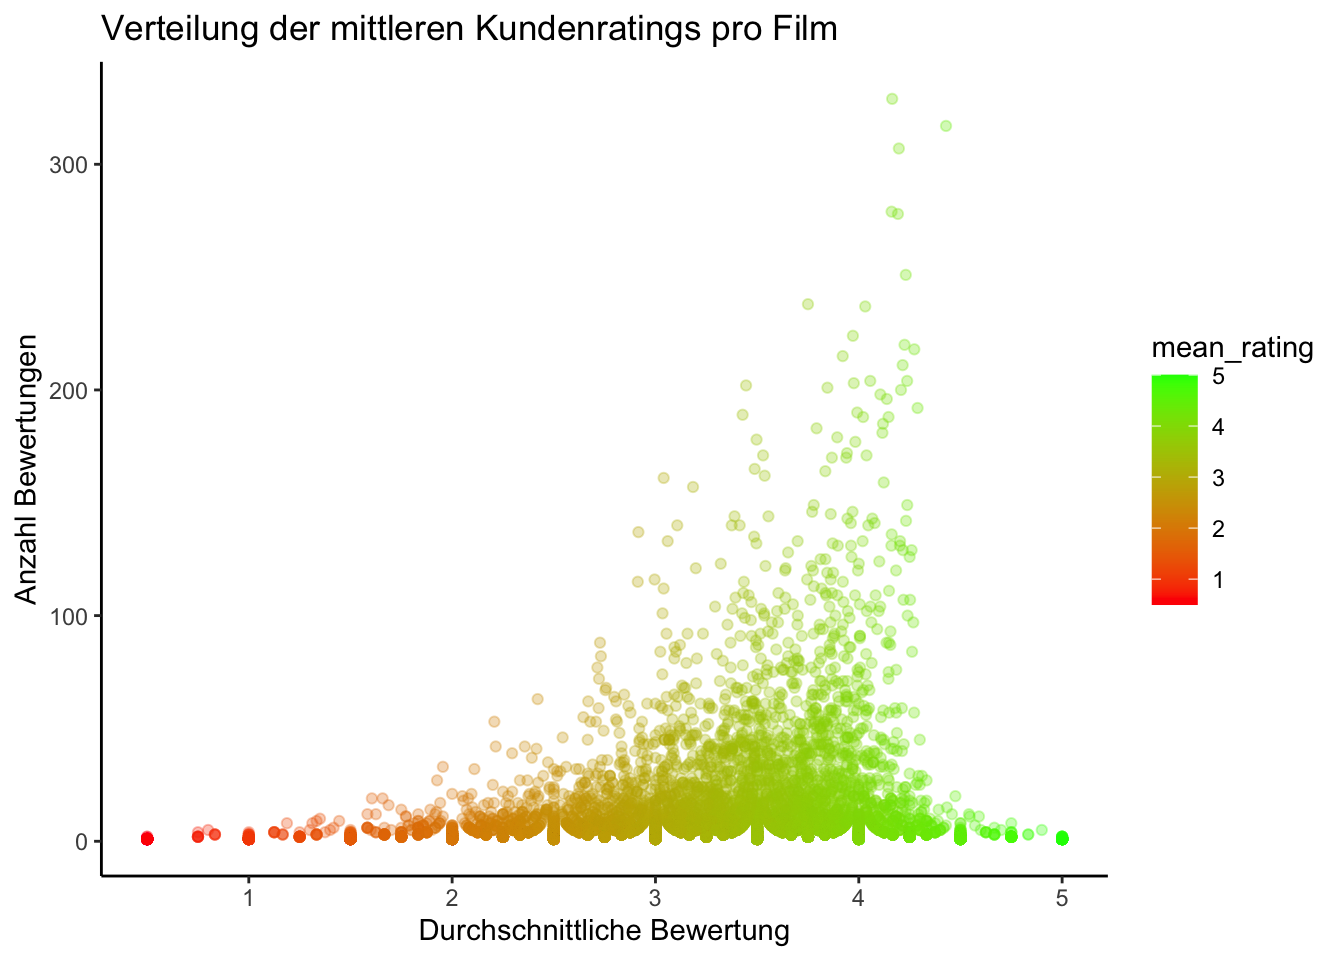 Verteilung der mittleren Kundenratings pro Film
Anzahl Bewertungen
300
200
100
0
1 2 3 4 5
Durchschnittliche Bewertung
mean_rating
5
4
3
2
1